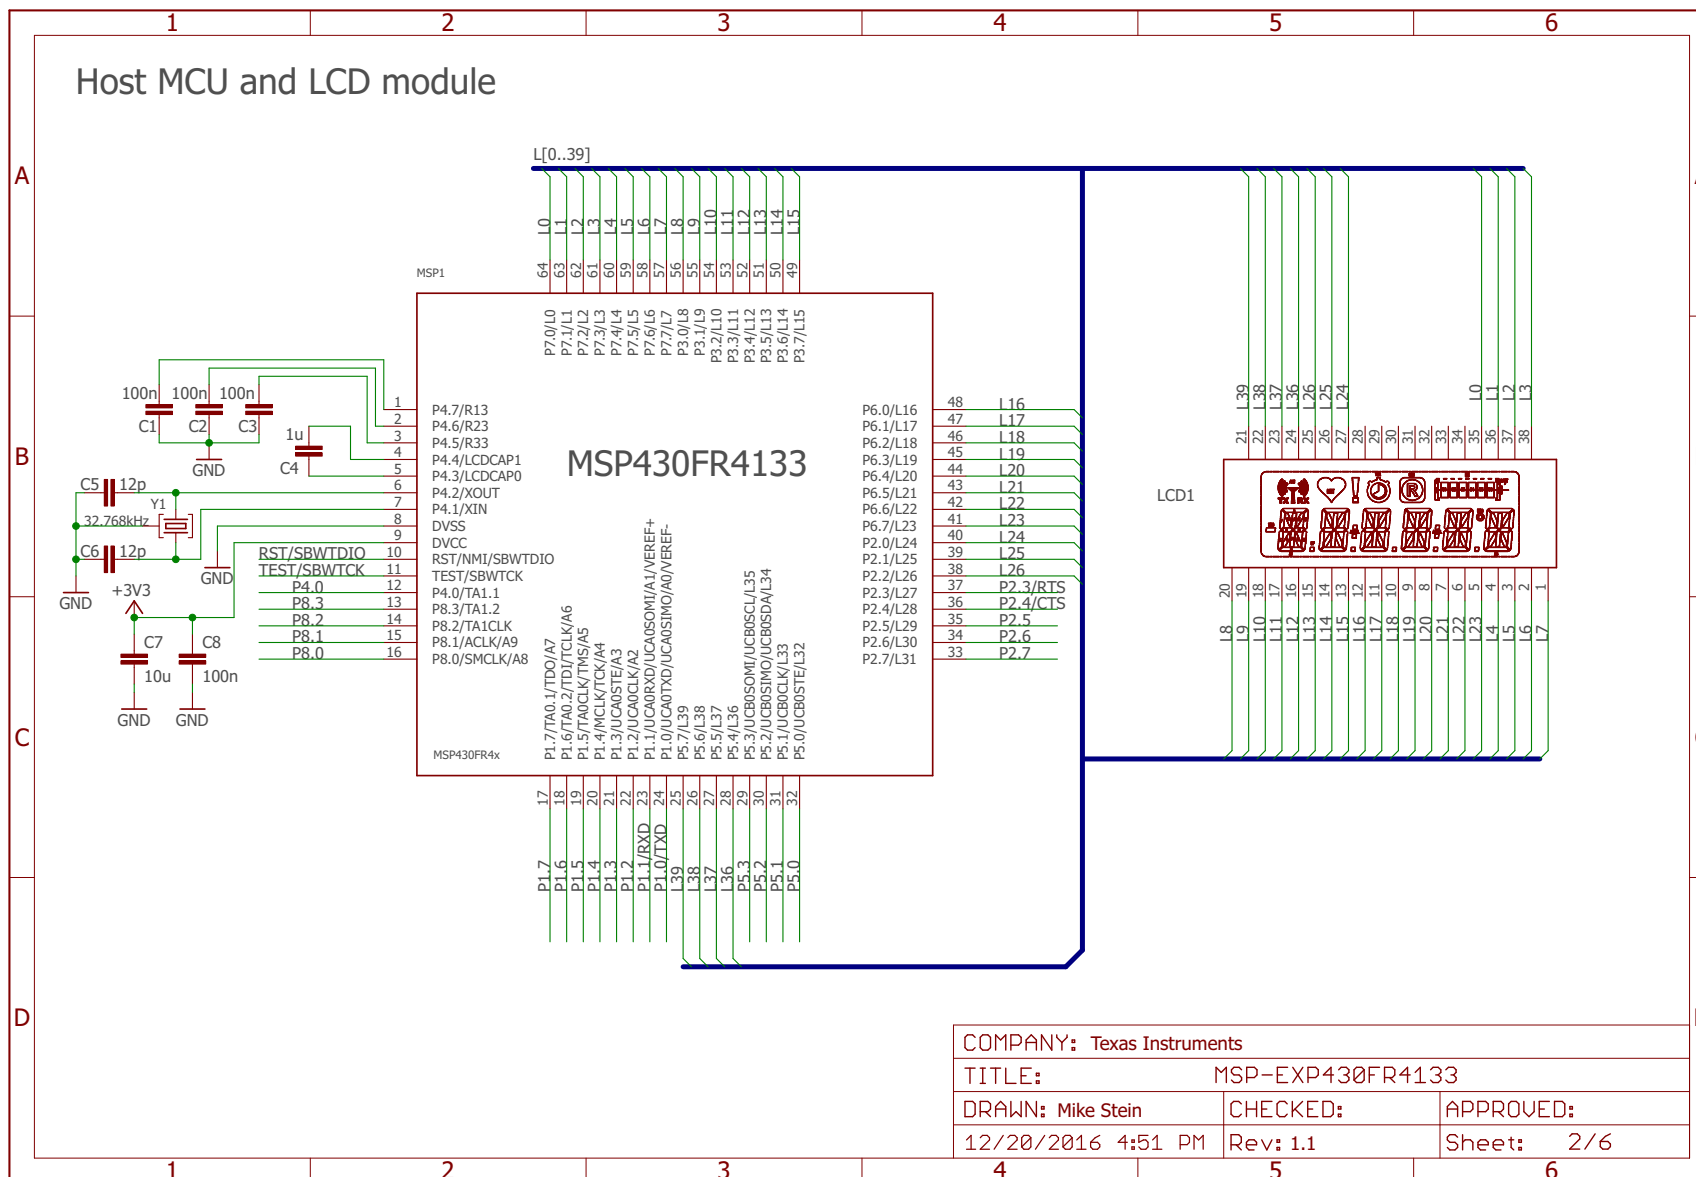 1 2 3 4 5 6
Host MCU and LCD module
A
L[0..39]
L0 L1 L2 L3 L4 L5 L6 L7 L8 L9 L10 L11 L12 L13 L14 L15
64 63 62 61 60 59 58 57 56 55 54 53 52 51 50 49
MSP1
P7.0/L0
P7.1/L1
P7.2/L2
P7.3/L3
P7.4/L4
P7.5/L5
P7.6/L6
P7.7/L7
P3.0/L8
P3.1/L9
P3.2/L10
P3.3/L11
P3.4/L12
P3.5/L13
P3.6/L14
P3.7/L15
B
100n 100n 100n
C1 C2 C3
GND
1u
C4
C5 12p
Y1
32.768kHz
C6 12p
GND
GND
+3V3
C7
10u
C8
100n
GND
GND
RST/SBWTDIO
TEST/SBWTCK
P4.0
P8.3
P8.2
P8.1
P8.0
1 P4.7/R13
2 P4.6/R23
3 P4.5/R33
4 P4.4/LCDCAP1
5 P4.3/LCDCAP0
6 P4.2/XOUT
7 P4.1/XIN
8 DVSS
9 DVCC
10 RST/NMI/SBWTDIO
11 TEST/SBWTCK
12 P4.0/TA1.1
13 P8.3/TA1.2
14 P8.2/TA1CLK
15 P8.1/ACLK/A9
16 P8.0/SMCLK/A8
MSP430FR4133
P6.0/L16 48 L16
P6.1/L17 47 L17
P6.2/L18 46 L18
P6.3/L19 45 L19
P6.4/L20 44 L20
P6.5/L21 43 L21
P6.6/L22 42 L22
P6.7/L23 41 L23
P2.0/L24 40 L24
P2.1/L25 39 L25
P2.2/L26 38 L26
P2.3/L27 37 P2.3/RTS
P2.4/L28 36 P2.4/CTS
P2.5/L29 35 P2.5
P2.6/L30 34 P2.6
P2.7/L31 33 P2.7
P1.7/TA0.1/TDO/A7
P1.6/TA0.2/TDI/TCLK/A6
P1.5/TA0CLK/TMS/A5
P1.4/MCLK/TCK/A4
P1.3/UCA0STE/A3
P1.2/UCA0CLK/A2
P1.1/UCA0RXD/UCA0SOMI/A1/VEREF+
P1.0/UCA0TXD/UCA0SIMO/A0/VEREF-
P5.7/L39
P5.6/L38
P5.5/L37
P5.4/L36
P5.3/UCB0SOMI/UCB0SCL/L35
P5.2/UCB0SIMO/UCB0SDA/L34
P5.1/UCB0CLK/L33
P5.0/UCB0STE/L32
MSP430FR4x
17 18 19 20 21 22 23 24 25 26 27 28 29 30 31 32
P1.7 P1.6 P1.5 P1.4 P1.3 P1.2 P1.1/RXD P1.0/TXD L39 L38 L37 L36 P5.3 P5.2 P5.1 P5.0
L39 L38 L37 L36 L26 L25 L24 L0 L1 L2 L3
21 22 23 24 25 26 27 28 29 30 31 32 33 34 35 36 37 38
LCD1
TX RX
R
20 19 18 17 16 15 14 13 12 11 10 9 8 7 6 5 4 3 2 1
L8 L9 L10 L11 L12 L13 L14 L15 L16 L17 L18 L19 L20 L21 L22 L23 L4 L5 L6 L7
C
D
COMPANY: Texas Instruments
TITLE: MSP-EXP430FR4133
DRAWN: Mike Stein CHECKED: APPROVED:
12/20/2016 4:51 PM Rev: 1.1 Sheet: 2/6
1 2 3 4 5 6